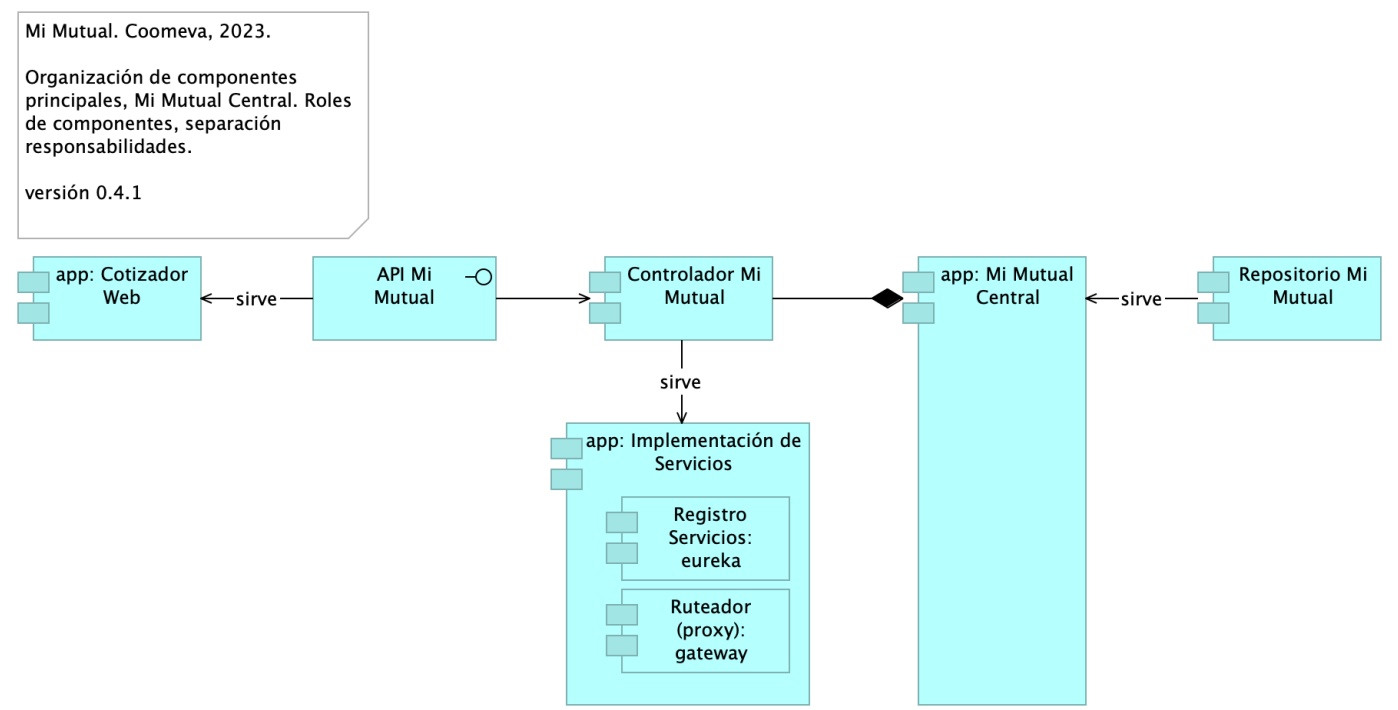 Mi Mutual. Coomeva, 2023.
Organización de componentes
principales, Mi Mutual Central. Roles
de componentes, separación
responsabilidades.
versión 0.4.1
app: Cotizador
Web
sirve
API Mi
Mutual
Controlador Mi
Mutual
app: Mi Mutual
Central
sirve
Repositorio Mi
Mutual
sirve
app: Implementación de
Servicios
Registro
Servicios:
eureka
Ruteador
(proxy):
gateway